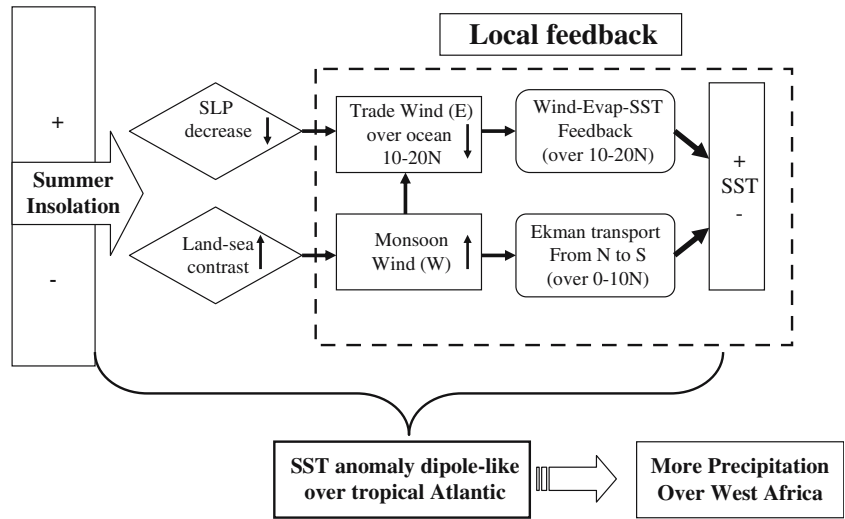 Local feedback
+
Summer
Insolation
-
SLP
decrease
Trade Wind (E)
over ocean
10-20N
Wind-Evap-SST
Feedback
(over 10-20N)
Land-sea
contrast
Monsoon
Wind (W)
Ekman transport
From N to S
(over 0-10N)
+
SST
-
SST anomaly dipole-like
over tropical Atlantic
More Precipitation
Over West Africa